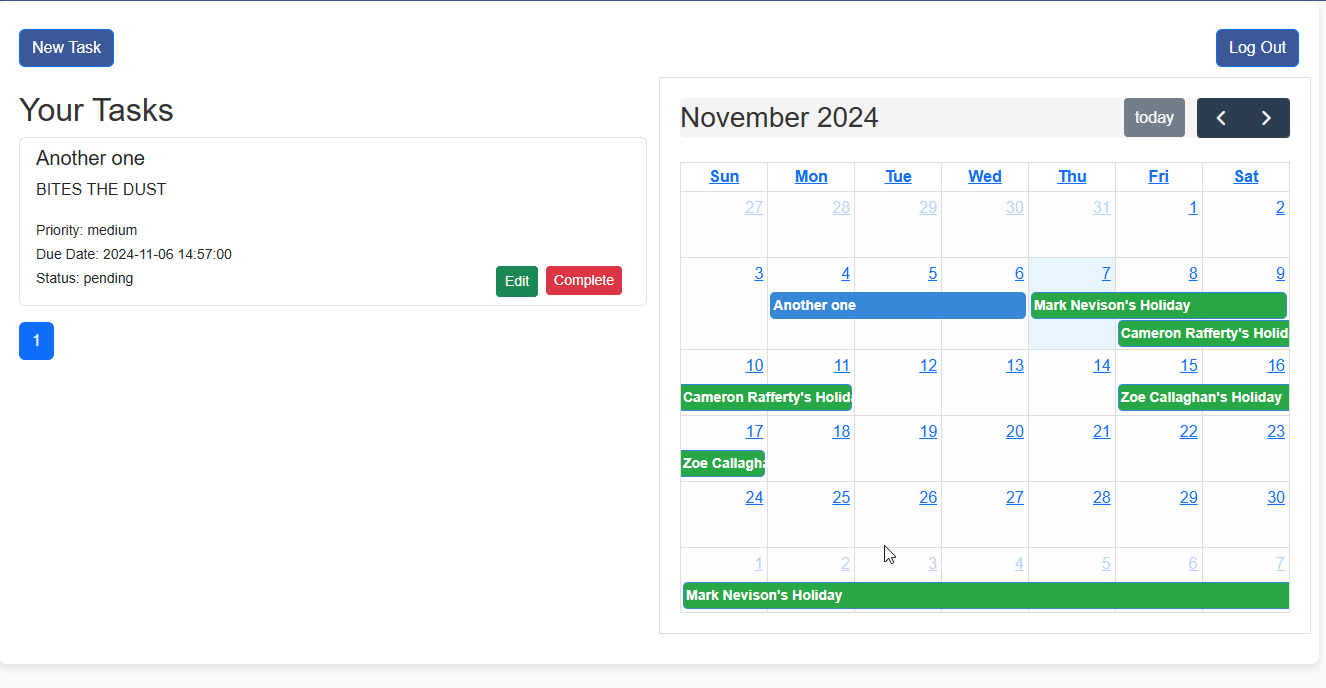 New Task
Log Out
Your Tasks
Another one
BITES THE DUST
Priority: medium
Due Date: 2024-11-06 14:57:00
Status: pending
Edit Complete
1
November 2024 today
Sun Mon Tue Wed Thu Fri Sat
27 28 29 30 31 1 2
3 4 5 6 7 8 9
Another one Mark Nevison's Holiday
Cameron Rafferty's Holid
10 11 12 13 14 15 16
Cameron Rafferty's Holida Zoe Callaghan's Holiday
17 18 19 20 21 22 23
Zoe Callagha
24 25 26 27 28 29 30
1 2 3 4 5 6 7
Mark Nevison's Holiday